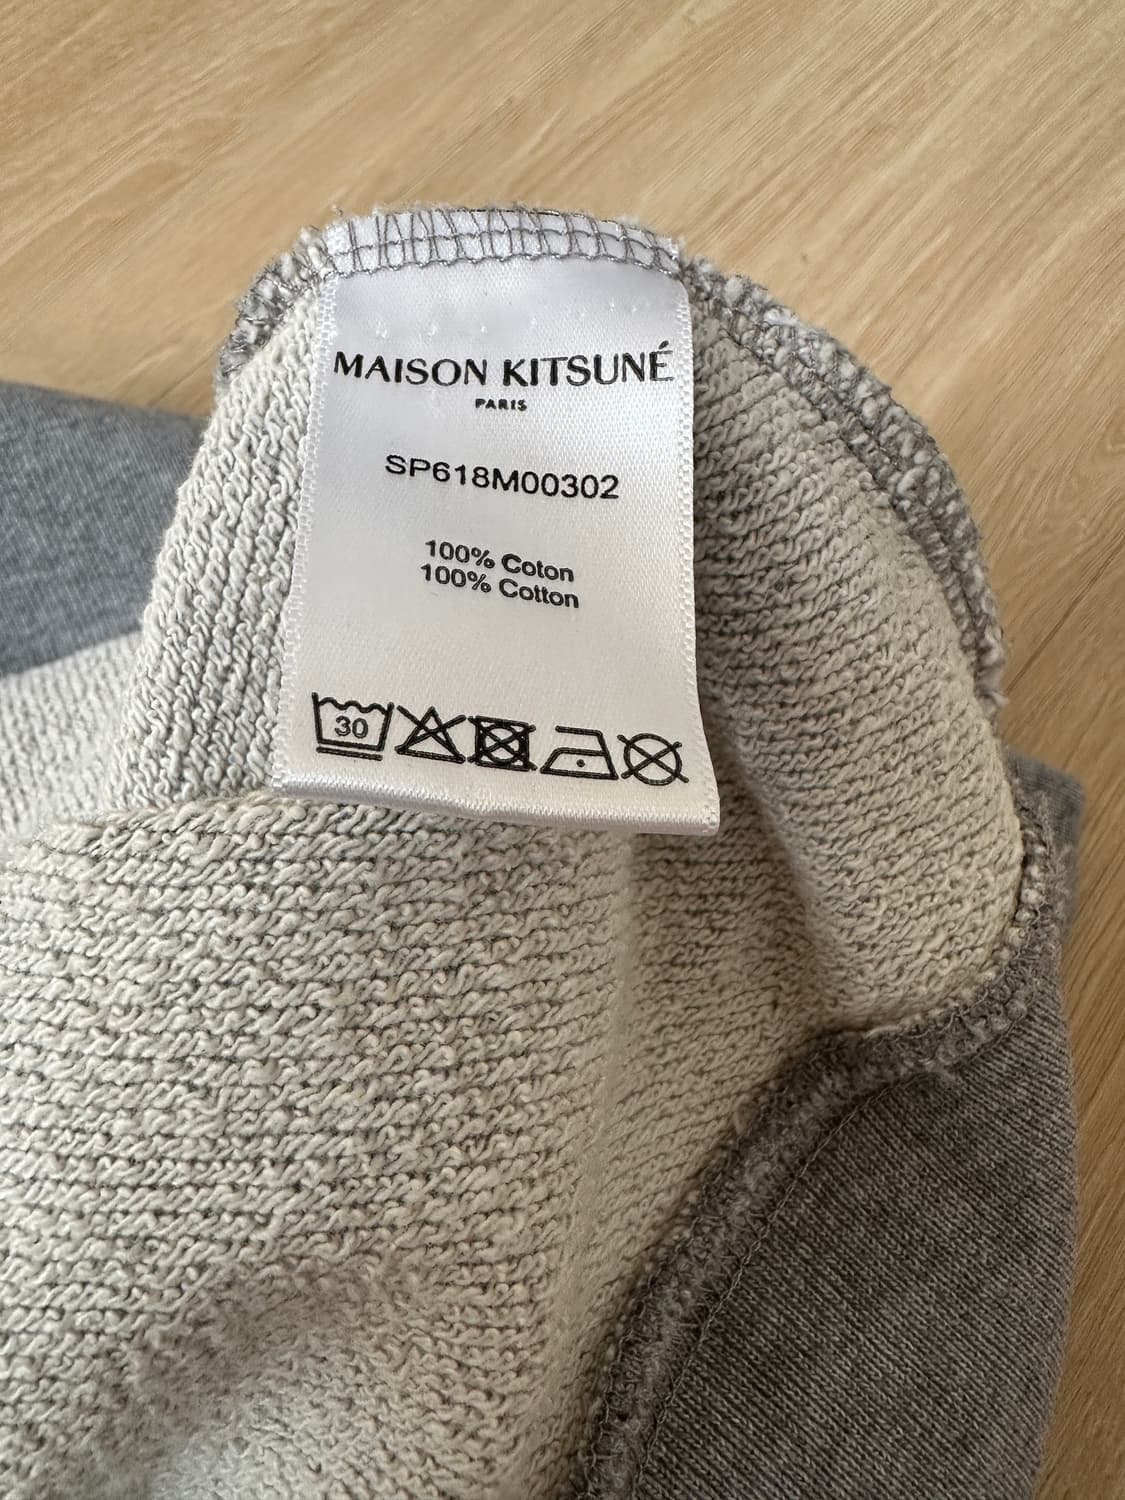 MAISON KITSUNÉ
PARIS
SP618M00302
100% Coton
100% Cotton
30